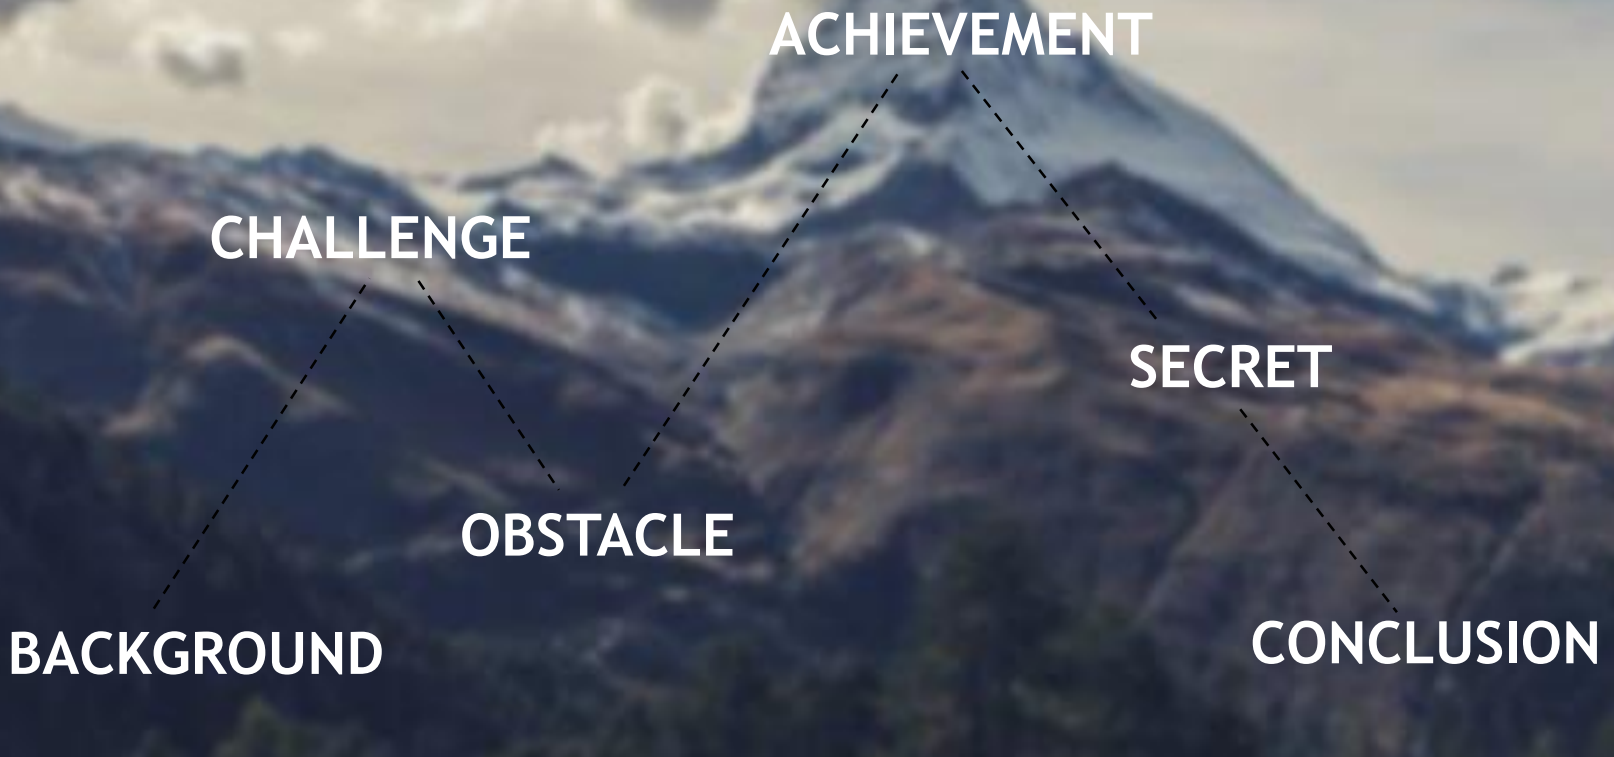 ACHIEVEMENT
CHALLENGE
SECRET
OBSTACLE
BACKGROUND
CONCLUSION